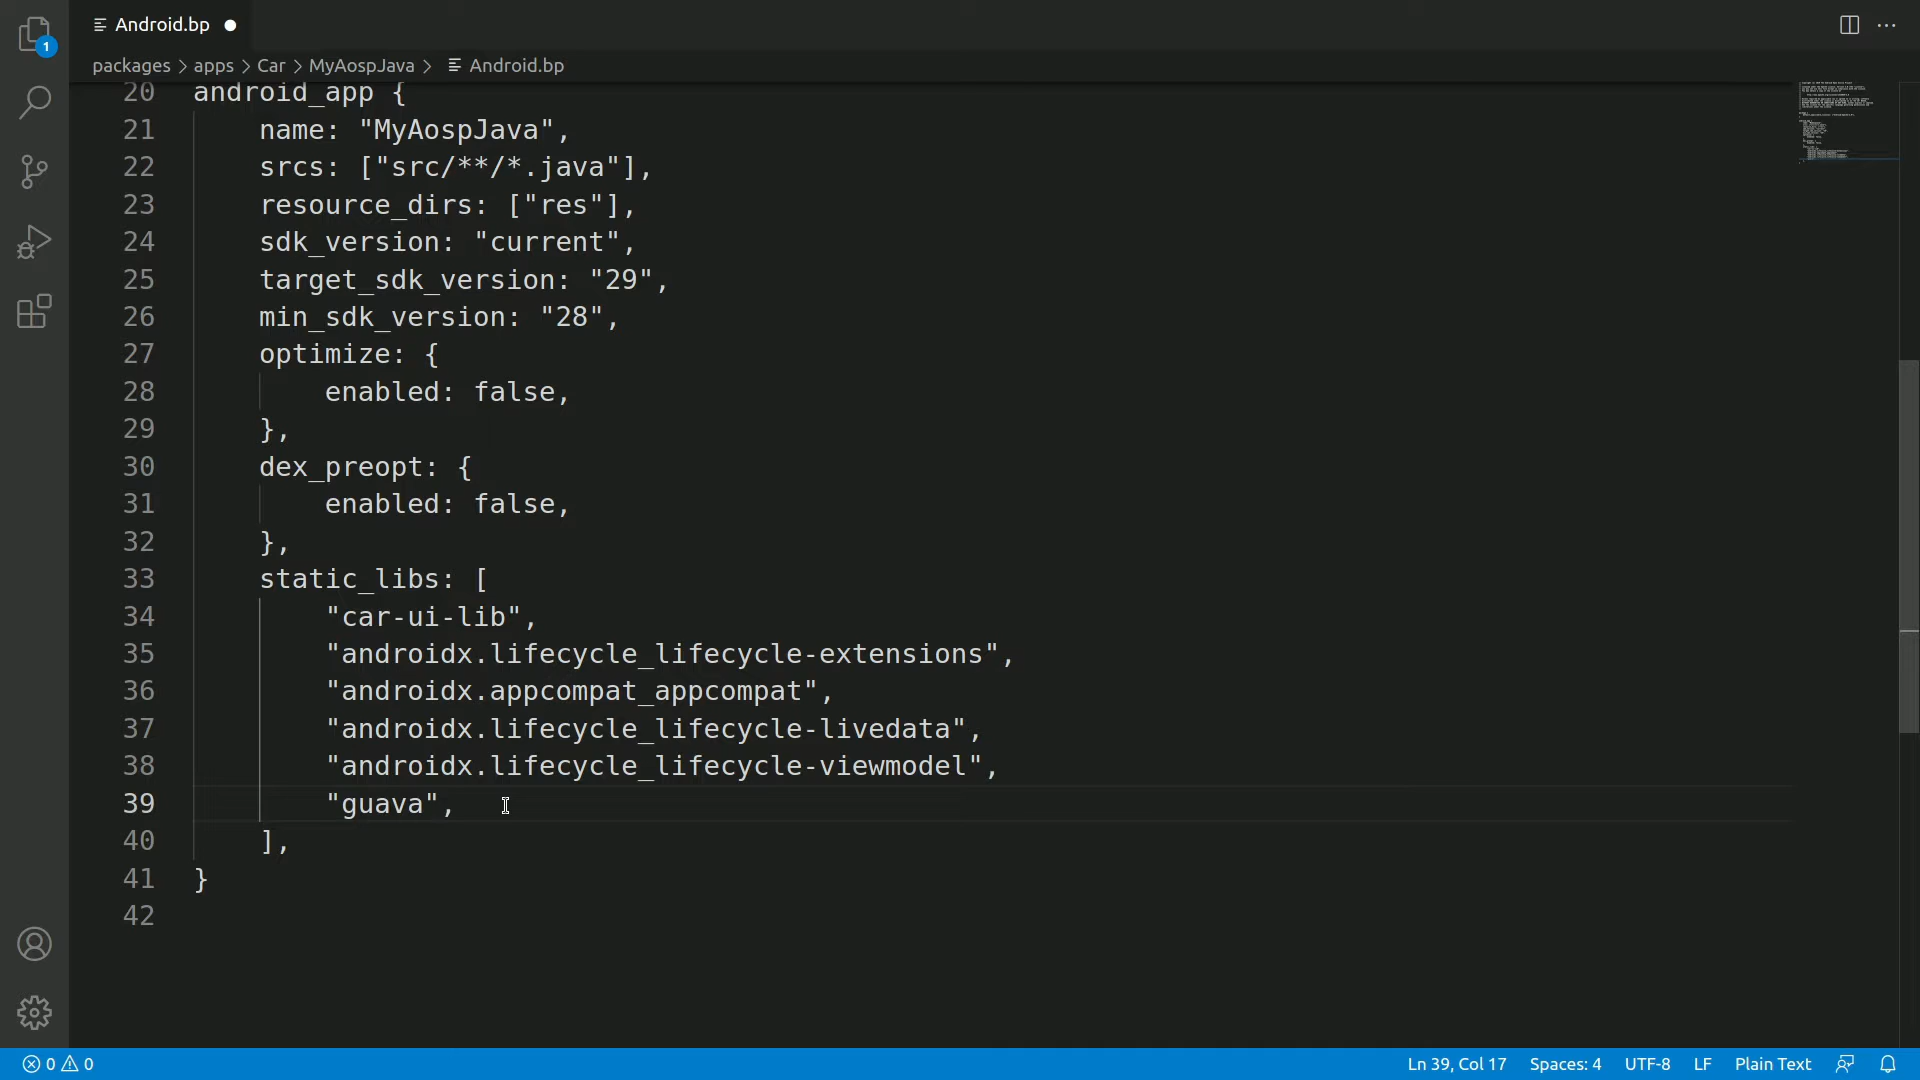 Android.bp
1
packages > apps > Car > MyAospJava > Android.bp
20 android_app {
21 name: "MyAospJava",
22 srcs: ["src/**/*.java"],
23 resource_dirs: ["res"],
24 sdk_version: "current",
25 target_sdk_version: "29",
26 min_sdk_version: "28",
27 optimize: {
28 enabled: false,
29 },
30 dex_preopt: {
31 enabled: false,
32 },
33 static_libs: [
34 "car-ui-lib",
35 "androidx.lifecycle_lifecycle-extensions",
36 "androidx.appcompat_appcompat",
37 "androidx.lifecycle_lifecycle-livedata",
38 "androidx.lifecycle_lifecycle-viewmodel",
39 "guava",
40 ],
41 }
42
0 0 Ln 39, Col 17 Spaces: 4 UTF-8 LF Plain Text